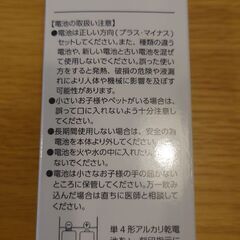 【電池の取扱い注意】
●電池は正しい方向(プラス・マイナス)
セットしてください。また、種類の違う
電池や、新しい電池と古い電池を混ぜ
て使用しないでください。誤った使い方
をすると発熱、破損の危険や液漏
れにより人体や機械に影響を及ぼす可
能性があります。
●小さいお子様やペットがいる場合は、
誤って口に入れないよう十分注意して
ください。
●長期間使用しない場合は、安全の為
電池を本体より外してください。
●電池を火や水の中に入れたりしない
でください。
●電池は小さなお子様の手の届かない
ところに保管してください。万一飲み込
んだ場合は直ちに医師と相談して
ください。
単4形アルカリ乾電